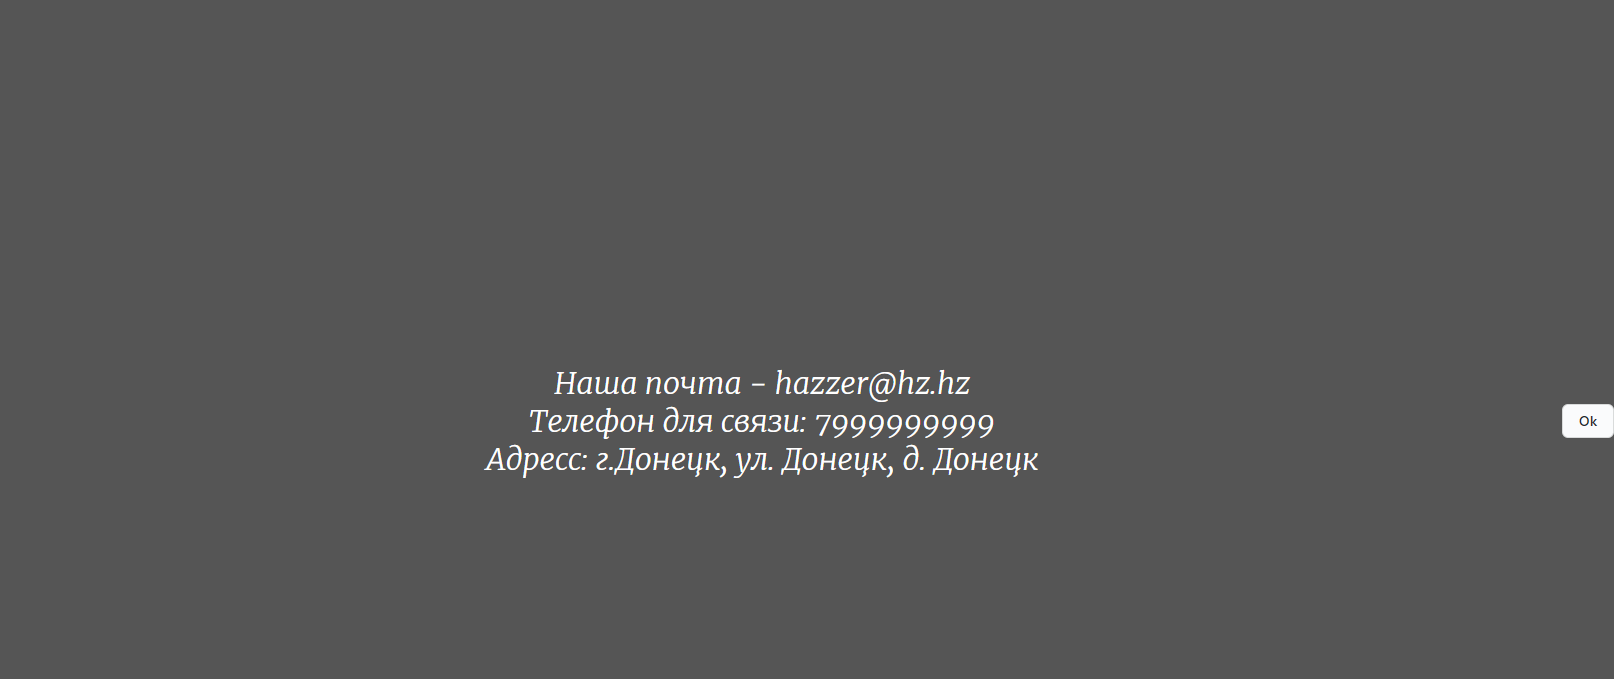 Наша почта - hazzer@hz.hz
Телефон для связи: 7999999999
Адресс: г.Донецк, ул. Донецк, д. Донецк
Ok